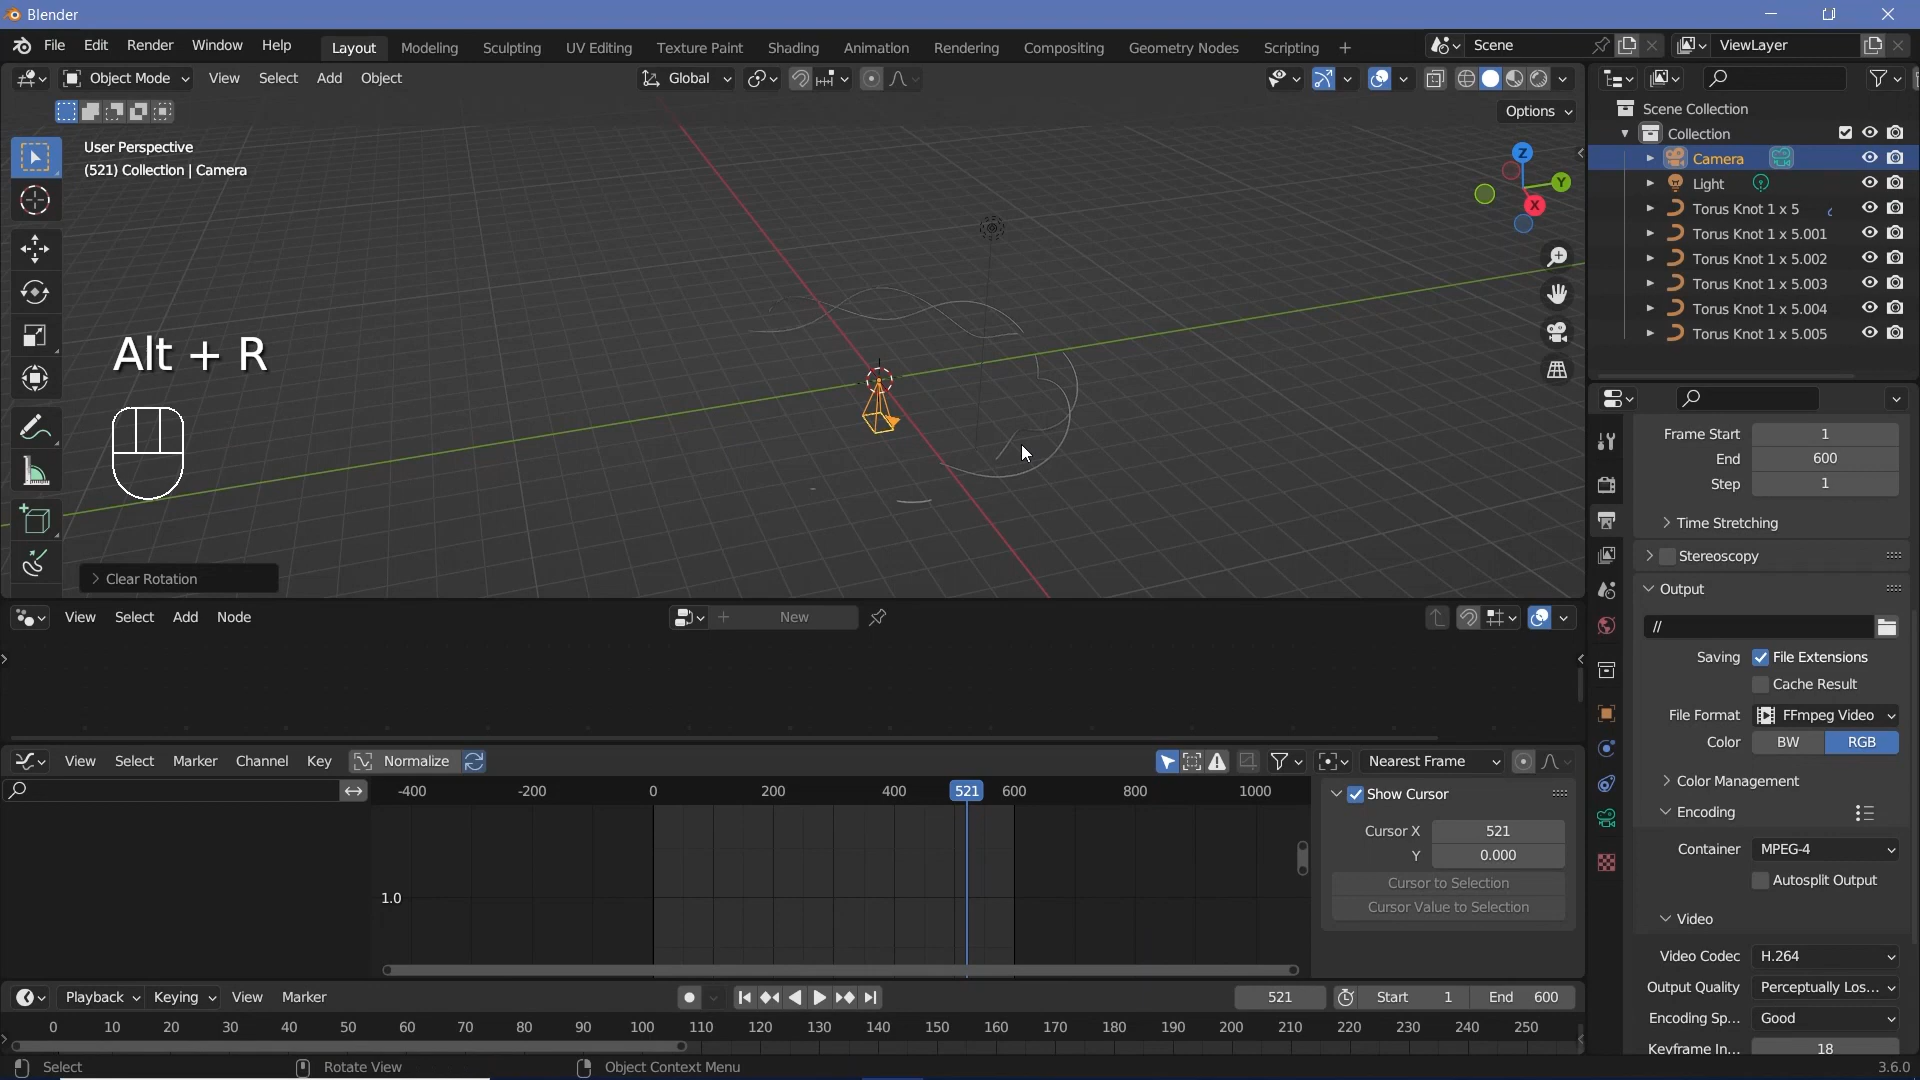 Blender
File Edit Render Window Help Layout Modeling Sculpting UV Editing Texture Paint Shading Animation Rendering Compositing Geometry Nodes Scripting + Scene ViewLayer
Object Mode View Select Add Object Global
Options
User Perspective
(521) Collection | Camera
Z
Y
X
Alt + R
Clear Rotation
Scene Collection
Collection
Camera
Light
Torus Knot 1 x 5
Torus Knot 1 x 5.001
Torus Knot 1 x 5.002
Torus Knot 1 x 5.003
Torus Knot 1 x 5.004
Torus Knot 1 x 5.005
Frame Start 1
End 600
Step 1
Time Stretching
Stereoscopy
Output
//
Saving File Extensions
Cache Result
File Format FFmpeg Video
Color BW RGB
Color Management
Encoding
Container MPEG-4
Autosplit Output
Video
Video Codec H.264
Output Quality Perceptually Los...
Encoding Sp... Good
Keyframe In... 18
View Select Add Node New
View Select Marker Channel Key Normalize Nearest Frame
-400 -200 0 200 400 521 600 800 1000
1.0
Show Cursor
Cursor X 521
Y 0.000
Cursor to Selection
Cursor Value to Selection
Playback Keying View Marker 521 Start 1 End 600
0 10 20 30 40 50 60 70 80 90 100 110 120 130 140 150 160 170 180 190 200 210 220 230 240 250
Select Rotate View Object Context Menu 3.6.0